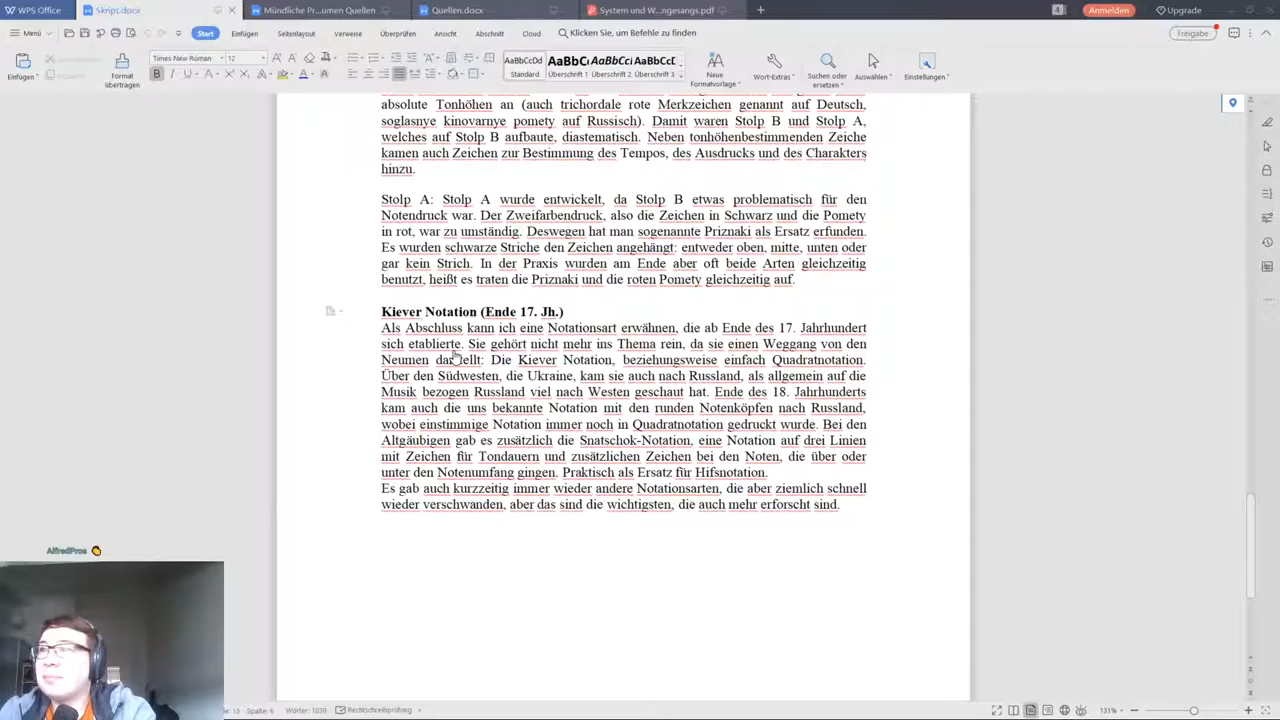 WPS Office
Skript.docx
Mündliche Pr...umen Quellen
Quellen.docx
System und W...ngesangs.pdf
Anmelden
Upgrade
Menü
Start
Einfügen
Seitenlayout
Verweise
Überprüfen
Ansicht
Abschnitt
Cloud
Klicken Sie, um Befehle zu finden
Freigabe
Einfügen
Format übertragen
Times New Roman
12
AaBbCcDd
Standard
Überschrift 1
Überschrift 2
Überschrift 3
Neue Formatvorlage
Wort-Extras
Suchen oder ersetzen
Auswählen
Einstellungen
absolute Tonhöhen an (auch trichordale rote Merkzeichen genannt auf Deutsch,
soglasnye kinovarnye pomety auf Russisch). Damit waren Stolp B und Stolp A,
welches auf Stolp B aufbaute, diastematisch. Neben tonhöhenbestimmenden Zeiche
kamen auch Zeichen zur Bestimmung des Tempos, des Ausdrucks und des Charakters
hinzu.
Stolp A: Stolp A wurde entwickelt, da Stolp B etwas problematisch für den
Notendruck war. Der Zweifarbendruck, also die Zeichen in Schwarz und die Pomety
in rot, war zu umständig. Deswegen hat man sogenannte Priznaki als Ersatz erfunden.
Es wurden schwarze Striche den Zeichen angehängt: entweder oben, mitte, unten oder
gar kein Strich. In der Praxis wurden am Ende aber oft beide Arten gleichzeitig
benutzt, heißt es traten die Priznaki und die roten Pomety gleichzeitig auf.
Kiever Notation (Ende 17. Jh.)
Als Abschluss kann ich eine Notationsart erwähnen, die ab Ende des 17. Jahrhundert
sich etablierte. Sie gehört nicht mehr ins Thema rein, da sie einen Weggang von den
Neumen darstellt: Die Kiever Notation, beziehungsweise einfach Quadratnotation.
Über den Südwesten, die Ukraine, kam sie auch nach Russland, als allgemein auf die
Musik bezogen Russland viel nach Westen geschaut hat. Ende des 18. Jahrhunderts
kam auch die uns bekannte Notation mit den runden Notenköpfen nach Russland,
wobei einstimmige Notation immer noch in Quadratnotation gedruckt wurde. Bei den
Altgäubigen gab es zusätzlich die Snatschok-Notation, eine Notation auf drei Linien
mit Zeichen für Tondauern und zusätzlichen Zeichen bei den Noten, die über oder
unter den Notenumfang gingen. Praktisch als Ersatz für Hifsnotation.
Es gab auch kurzzeitig immer wieder andere Notationsarten, die aber ziemlich schnell
wieder verschwanden, aber das sind die wichtigsten, die auch mehr erforscht sind.
AlfredPros
Spalte: 6
Wörter: 1039
Rechtschreibprüfung
131%